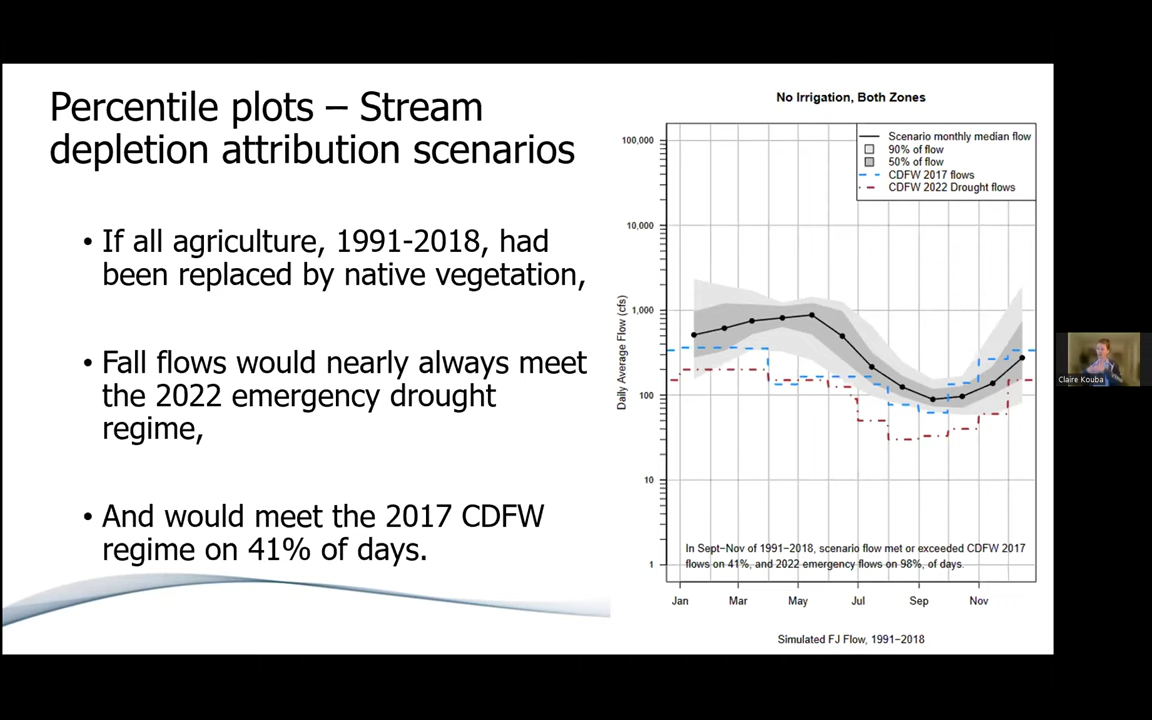 Percentile plots – Stream
depletion attribution scenarios
• If all agriculture, 1991-2018, had
been replaced by native vegetation,
• Fall flows would nearly always meet
the 2022 emergency drought
regime,
• And would meet the 2017 CDFW
regime on 41% of days.
No Irrigation, Both Zones
Scenario monthly median flow
90% of flow
50% of flow
CDFW 2017 flows
CDFW 2022 Drought flows
Daily Average Flow (cfs)
100,000
10,000
1,000
100
10
1
In Sept−Nov of 1991−2018, scenario flow met or exceeded CDFW 2017
flows on 41%, and 2022 emergency flows on 98%, of days.
Jan Mar May Jul Sep Nov
Simulated FJ Flow, 1991−2018
Claire Kouba